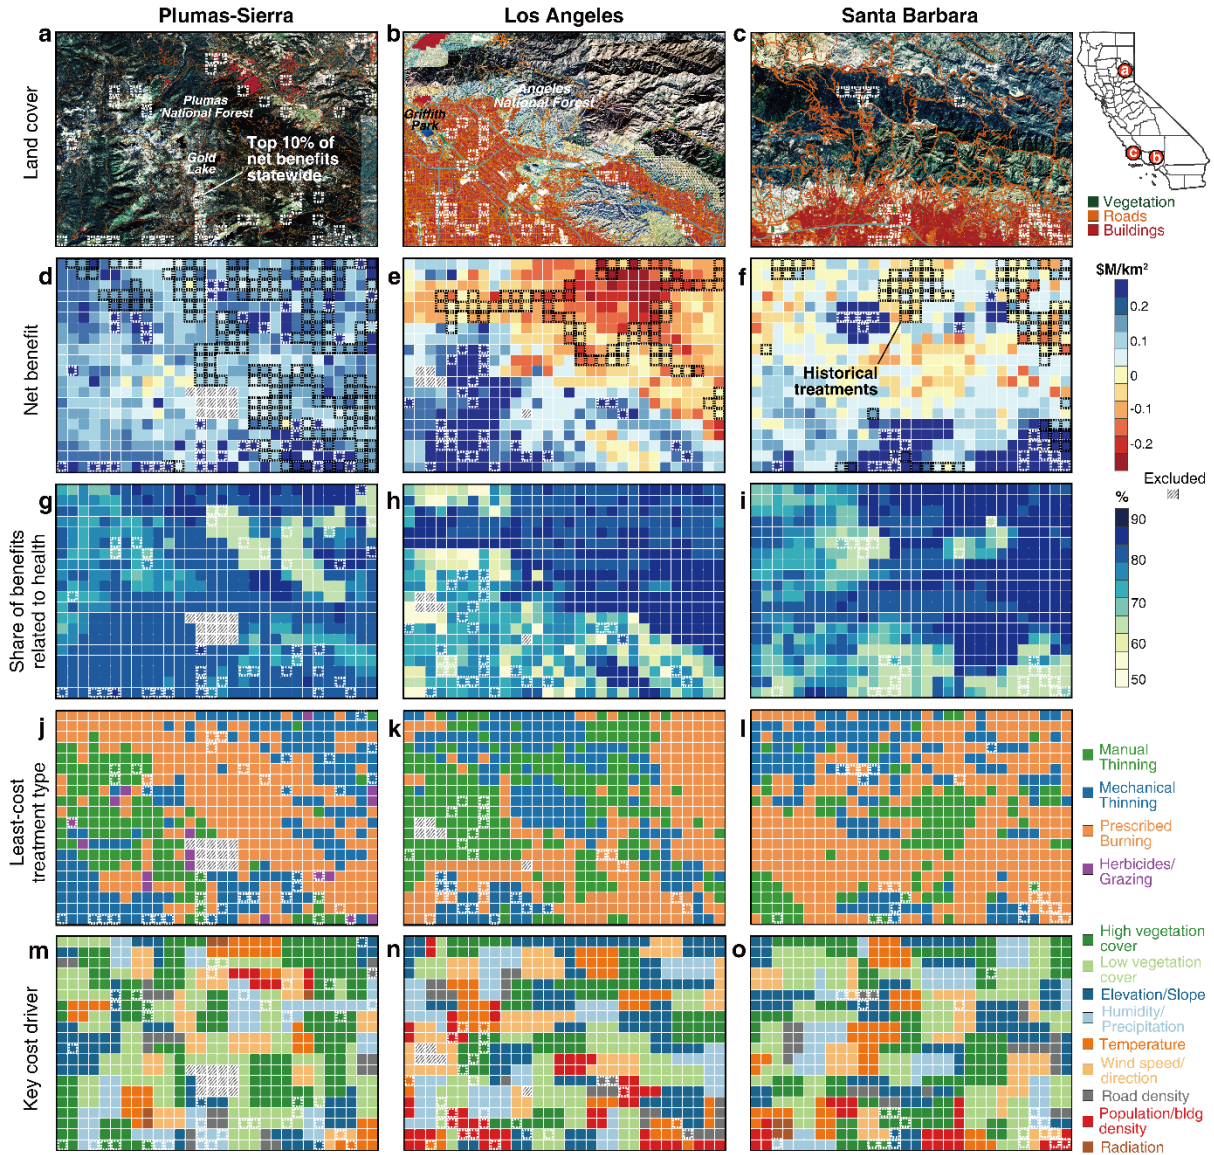 Plumas-Sierra
Los Angeles
Santa Barbara
a
b
c
Land cover
Plumas
National Forest
Gold
Lake
Top 10% of
net benefits
statewide
Angeles
National Forest
Griffith
Park
a
c
b
Vegetation
Roads
Buildings
d
e
f
Net benefit
Historical
treatments
$M/km²
0.2
0.1
0
-0.1
-0.2
Excluded
g
h
i
Share of benefits
related to health
%
90
80
70
60
50
j
k
l
Least-cost
treatment type
Manual
Thinning
Mechanical
Thinning
Prescribed
Burning
Herbicides/
Grazing
m
n
o
Key cost driver
High vegetation
cover
Low vegetation
cover
Elevation/Slope
Humidity/
Precipitation
Temperature
Wind speed/
direction
Road density
Population/bldg
density
Radiation